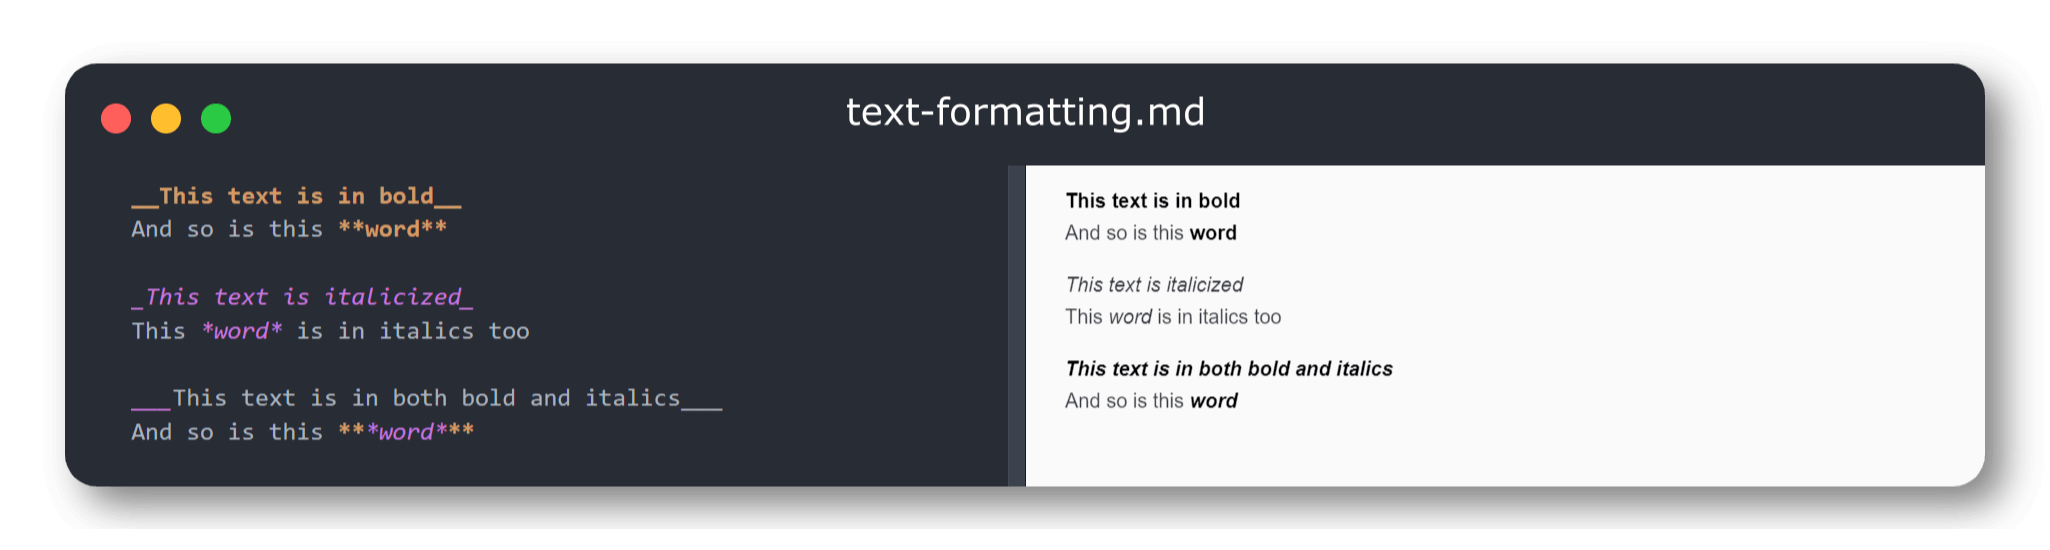 text-formatting.md
__This text is in bold__
And so is this **word**
_This text is italicized_
This *word* is in italics too
___This text is in both bold and italics___
And so is this ***word***
This text is in bold
And so is this word
This text is italicized
This word is in italics too
This text is in both bold and italics
And so is this word